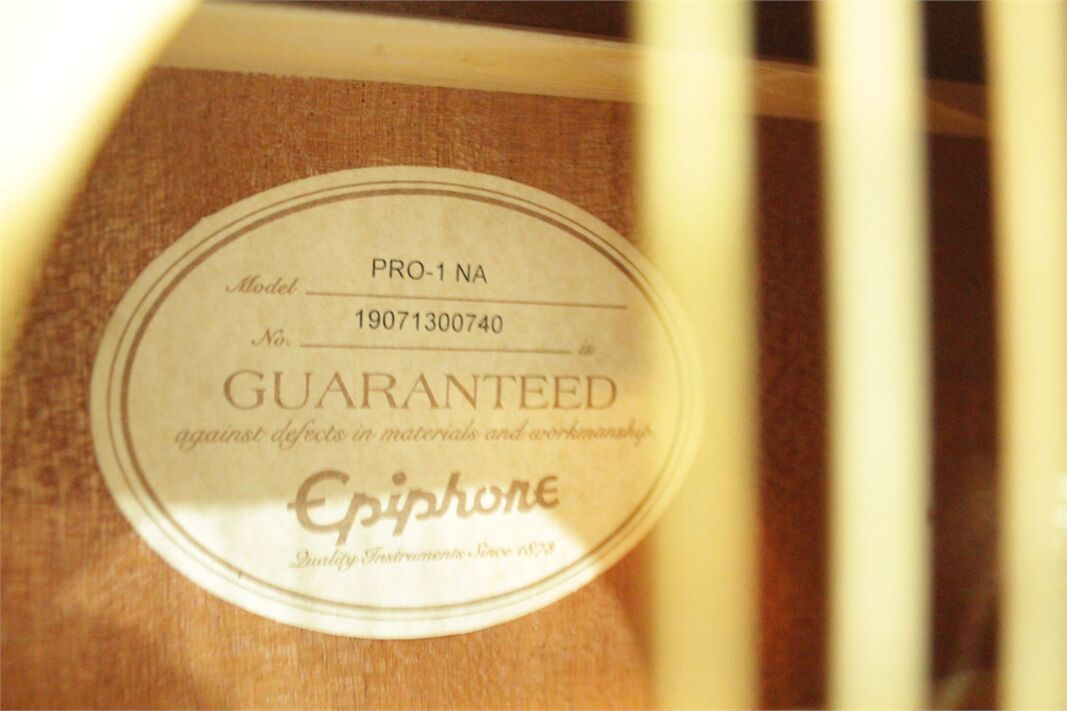 Model PRO-1 NA
No. 19071300740 is
GUARANTEED
against defects in materials and workmanship.
Epiphone
Quality Instruments Since 1873